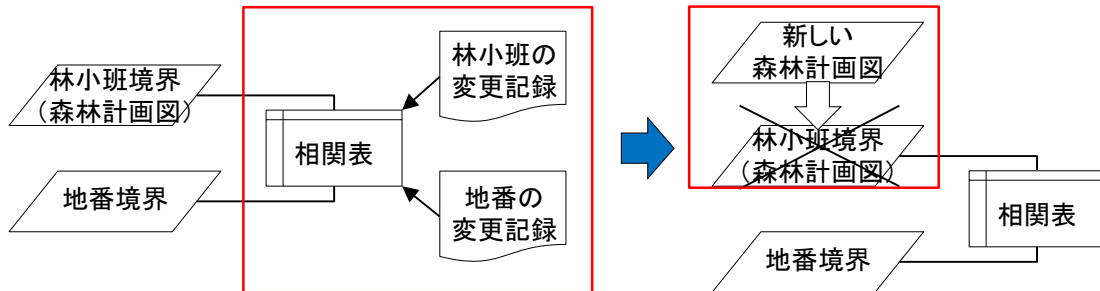 林小班境界
（森林計画図）
地番境界
相関表
林小班の
変更記録
地番の
変更記録
新しい
森林計画図
林小班境界
（森林計画図）
地番境界
相関表